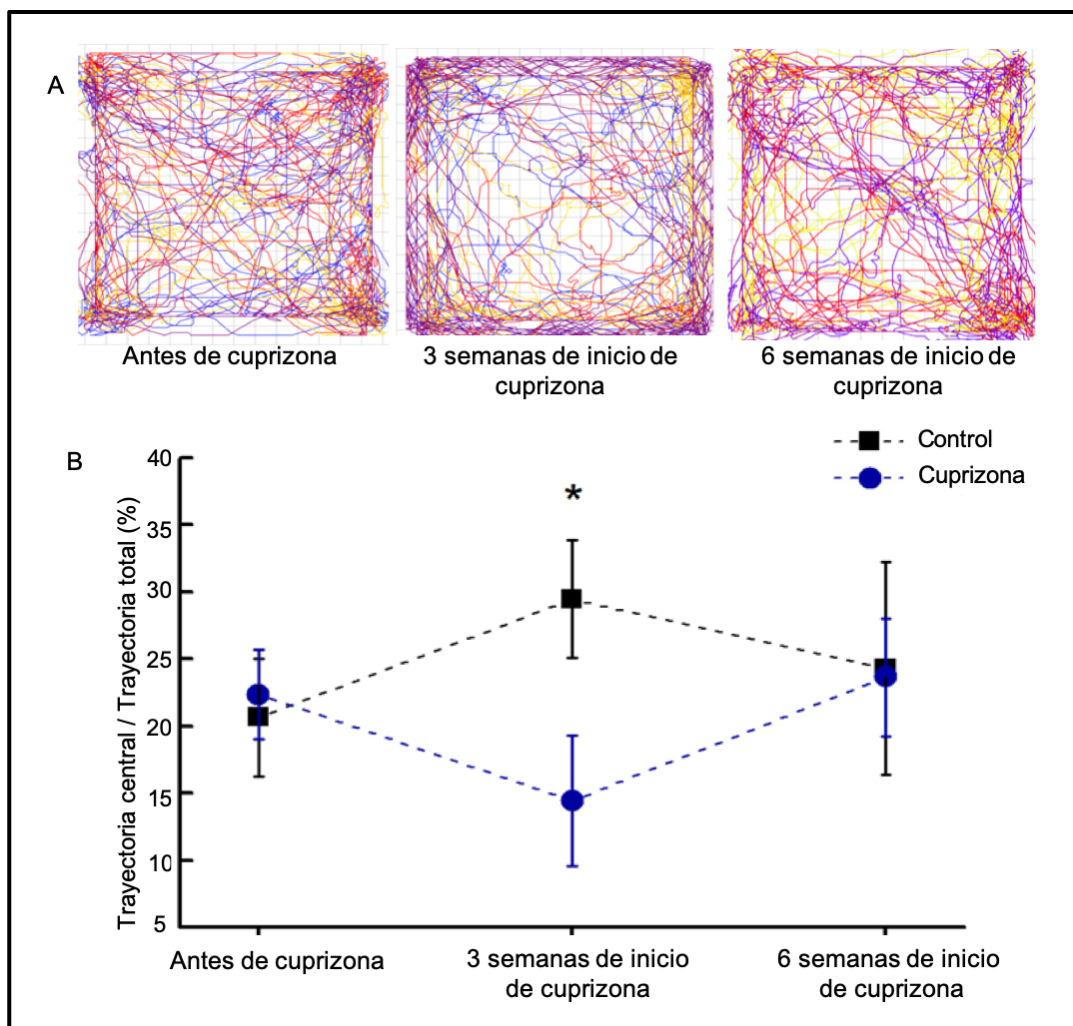 A
Antes de cuprizona
3 semanas de inicio de
cuprizona
6 semanas de inicio de
cuprizona
B
Control
Cuprizona
Trayectoria central / Trayectoria total (%)
40
35
30
25
20
15
10
5
*
Antes de cuprizona
3 semanas de inicio
de cuprizona
6 semanas de inicio
de cuprizona